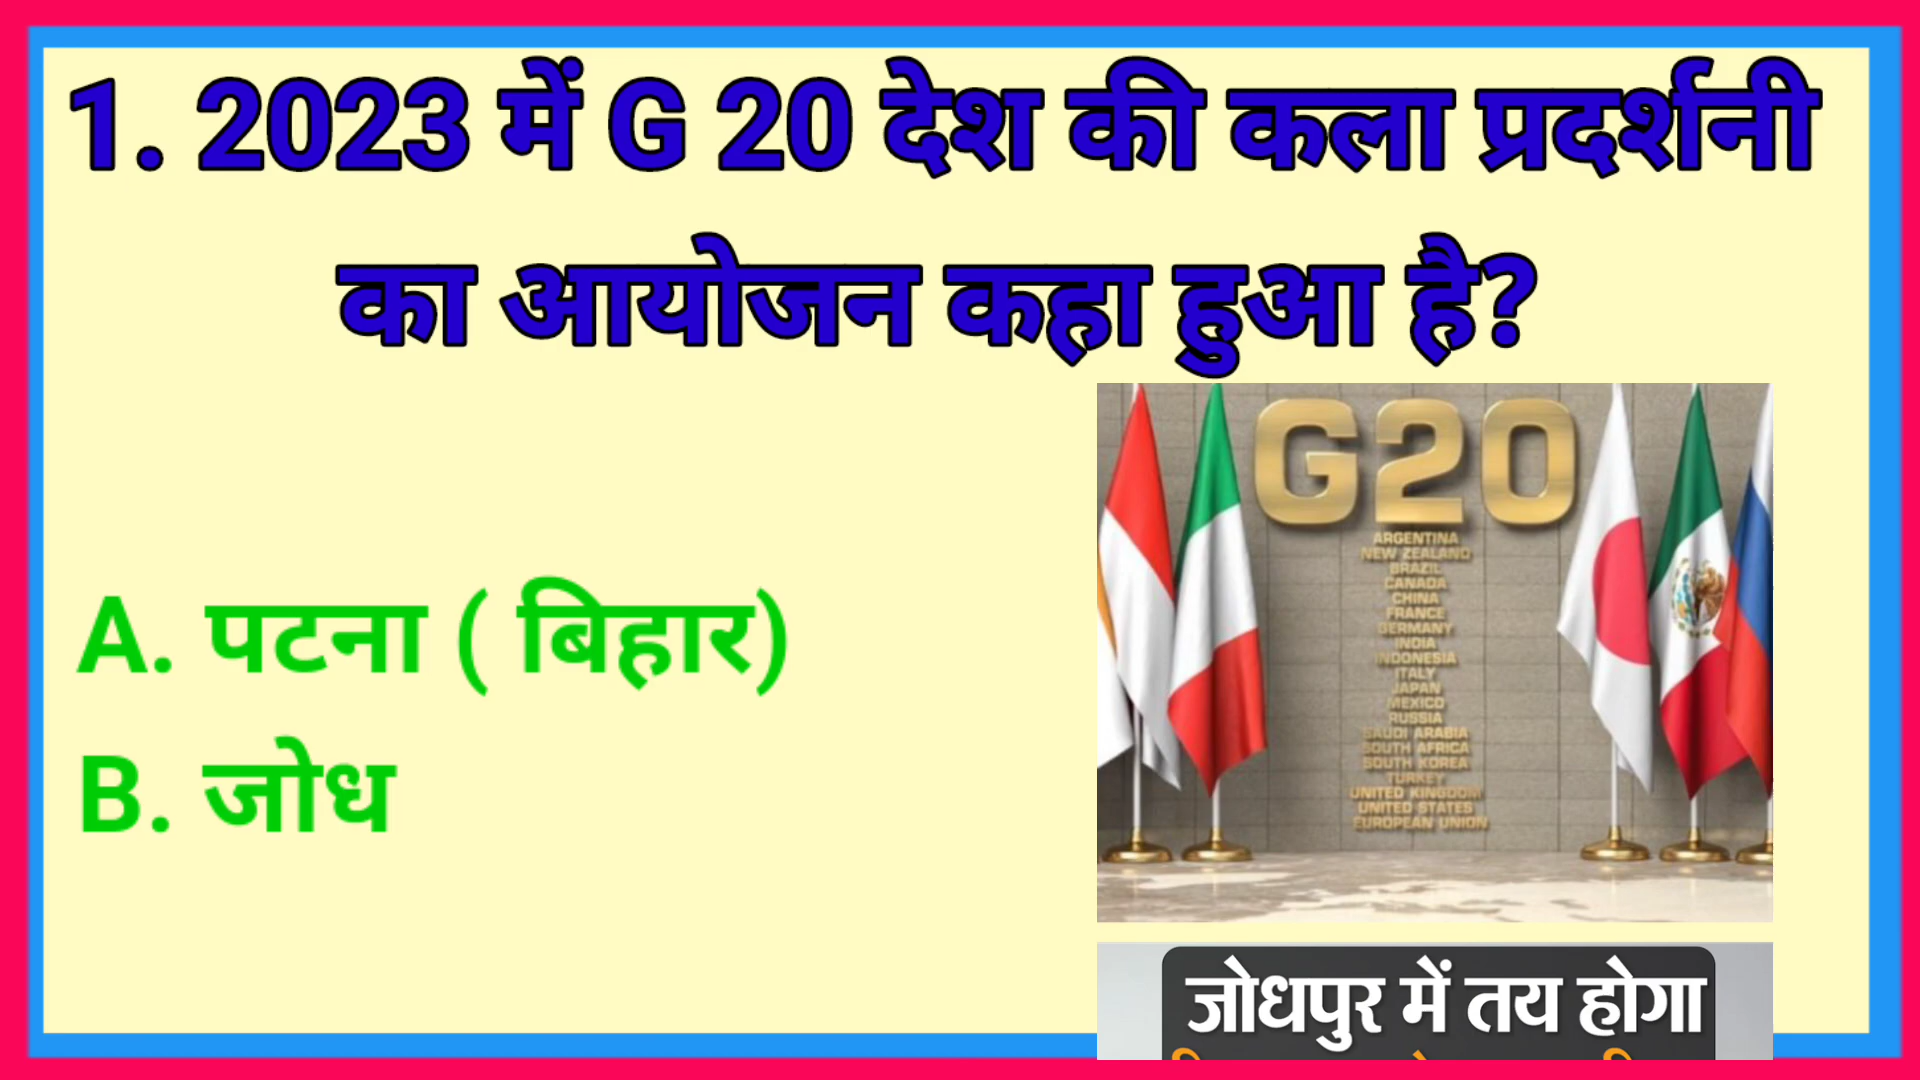 1. 2023 में G 20 देश की कला प्रदर्शनी
का आयोजन कहा हुआ है?
A. पटना ( बिहार)
B. जोध
G20
ARGENTINA
NEW ZEALAND
BRAZIL
CANADA
CHINA
FRANCE
GERMANY
INDIA
INDONESIA
ITALY
JAPAN
MEXICO
RUSSIA
SAUDI ARABIA
SOUTH AFRICA
SOUTH KOREA
TURKEY
UNITED KINGDOM
UNITED STATES
EUROPEAN UNION
जोधपुर में तय होगा